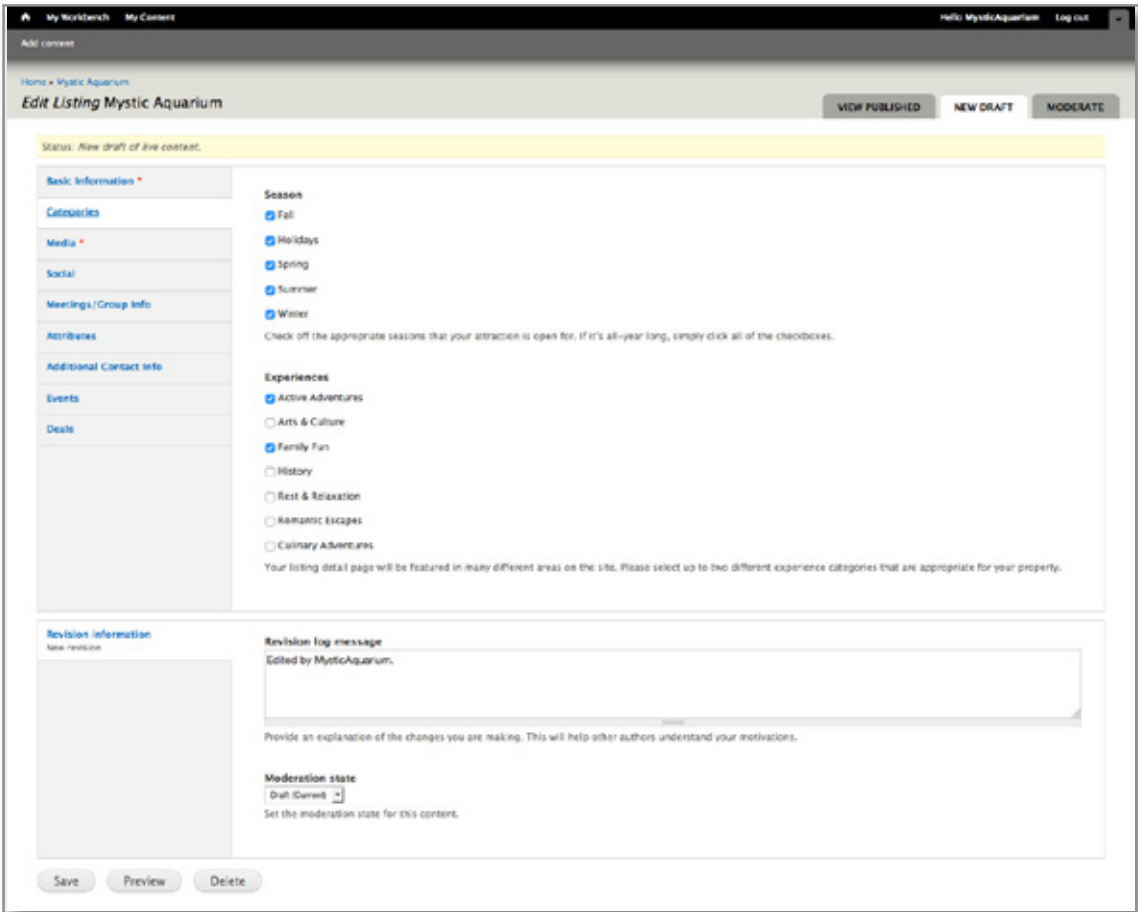 My Workbench My Content Hello MysticAquarium Log out
Add content
Home » Mystic Aquarium
Edit Listing Mystic Aquarium
VIEW PUBLISHED NEW DRAFT MODERATE
Status: New draft of live content.
Basic Information *
Categories
Media *
Social
Meetings/Group Info
Attributes
Additional Contact Info
Events
Deals
Season
Fall
Holidays
Spring
Summer
Winter
Check off the appropriate seasons that your attraction is open for. If it's all-year long, simply click all of the checkboxes.
Experiences
Active Adventures
Arts & Culture
Family Fun
History
Rest & Relaxation
Romantic Escapes
Culinary Adventures
Your listing detail page will be featured in many different areas on the site. Please select up to two different experience categories that are appropriate for your property.
Revision information
New revision
Revision log message
Edited by MysticAquarium.
Provide an explanation of the changes you are making. This will help other authors understand your motivations.
Moderation state
Draft (Current)
Set the moderation state for this content.
Save Preview Delete